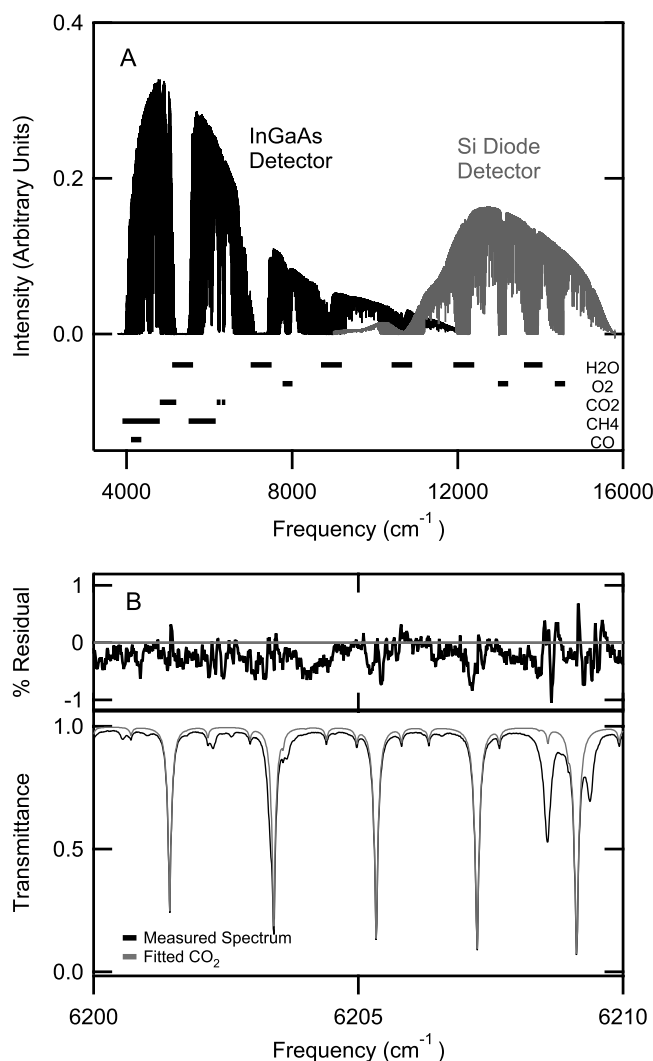 0.4
A
InGaAs
Detector
Si Diode
Detector
0.2
0.0
Intensity (Arbitrary Units)
H2O
O2
CO2
CH4
CO
4000 8000 12000 16000
Frequency (cm⁻¹)
B
1
0
-1
% Residual
1.0
0.5
0.0
Transmittance
Measured Spectrum
Fitted CO₂
6200 6205 6210
Frequency (cm⁻¹)